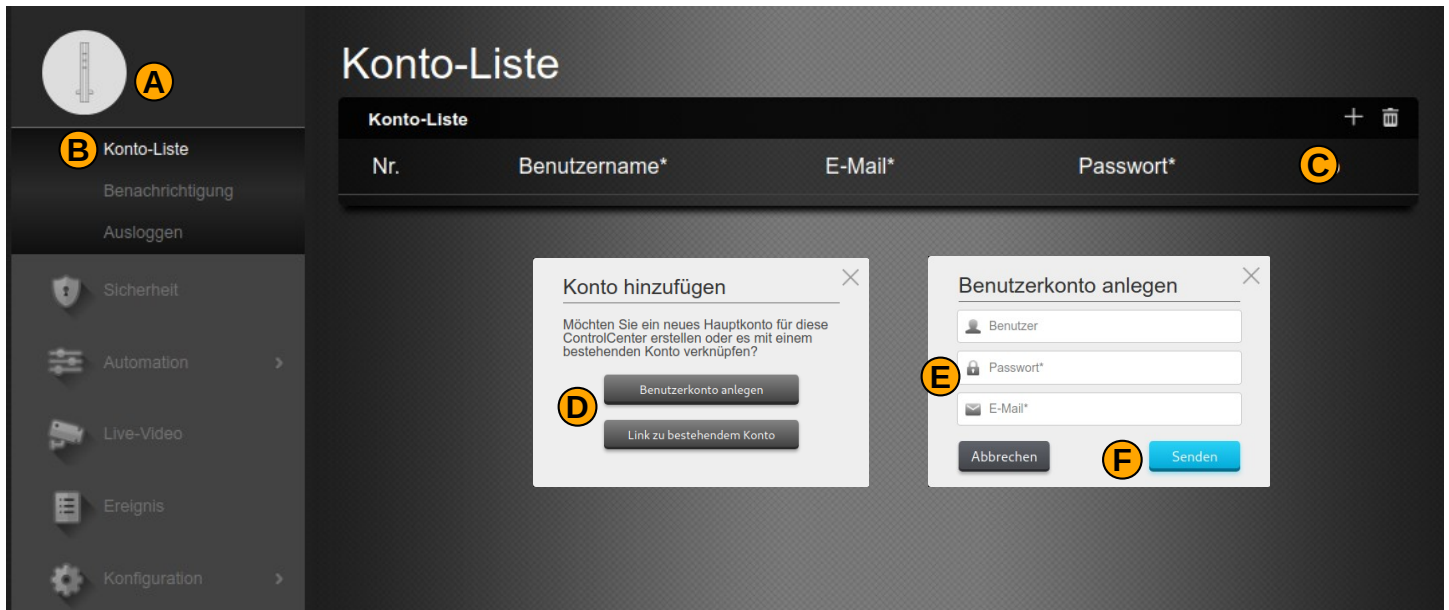 A
Konto-Liste
B
Konto-Liste
Benachrichtigung
Ausloggen
Sicherheit
Automation
Live-Video
Ereignis
Konfiguration
Konto-Liste
Nr. Benutzername* E-Mail* Passwort* C
Konto hinzufügen
Möchten Sie ein neues Hauptkonto für diese
ControlCenter erstellen oder es mit einem
bestehenden Konto verknüpfen?
D
Benutzerkonto anlegen
Link zu bestehendem Konto
Benutzerkonto anlegen
Benutzer
E
Passwort*
E-Mail*
Abbrechen
F
Senden